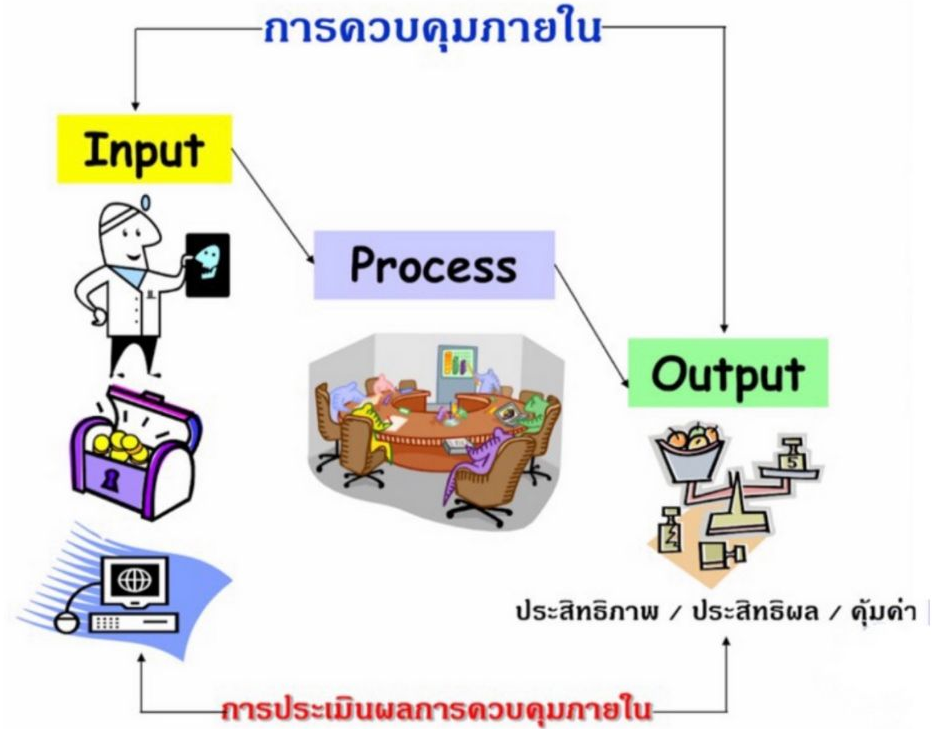 การควบคุมภายใน
Input
Process
Output
5
ประสิทธิภาพ / ประสิทธิผล / คุ้มค่า
การประเมินผลการควบคุมภายใน